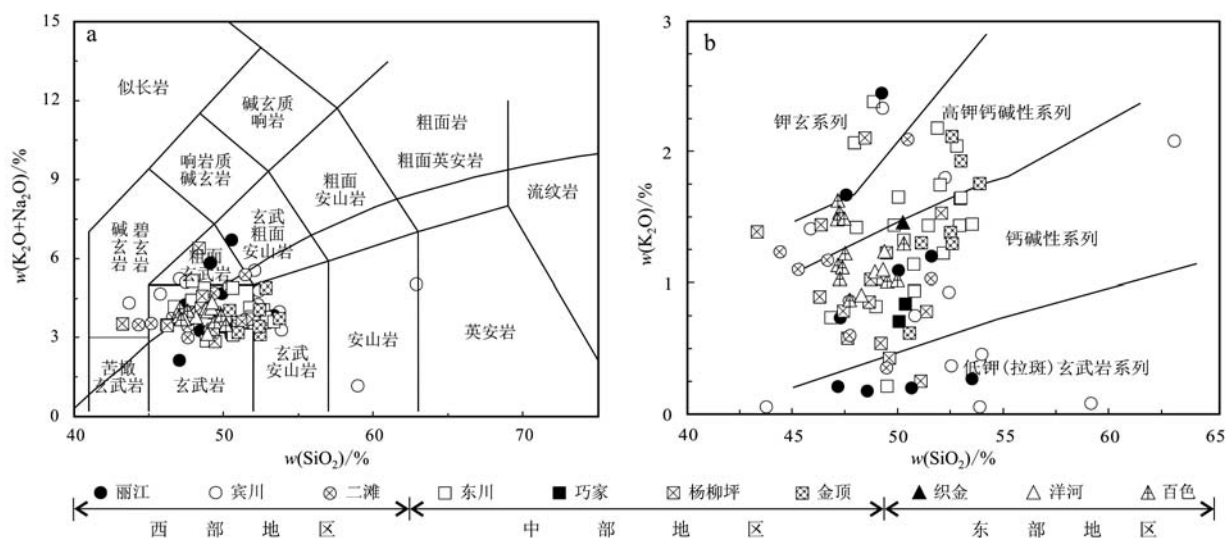 a
15
12
9
6
3
0
w(K₂O+Na₂O)/%
似长岩
碱玄质
响岩
响岩质
碱玄岩
碱玄岩
碧玄岩
粗面
玄武岩
玄武
粗面
安山岩
粗面
安山岩
粗面岩
粗面英安岩
流纹岩
苦橄
玄武岩
玄武岩
玄武
安山岩
安山岩
英安岩
40
50
60
70
w(SiO₂)/%
b
3
2
1
0
w(K₂O)/%
钾玄系列
高钾钙碱性系列
钙碱性系列
低钾(拉斑)玄武岩系列
40
45
50
55
60
65
w(SiO₂)/%
丽江 宾川 二滩 东川 巧家 杨柳坪 金顶 织金 洋河 百色
西部地区 中部地区 东部地区